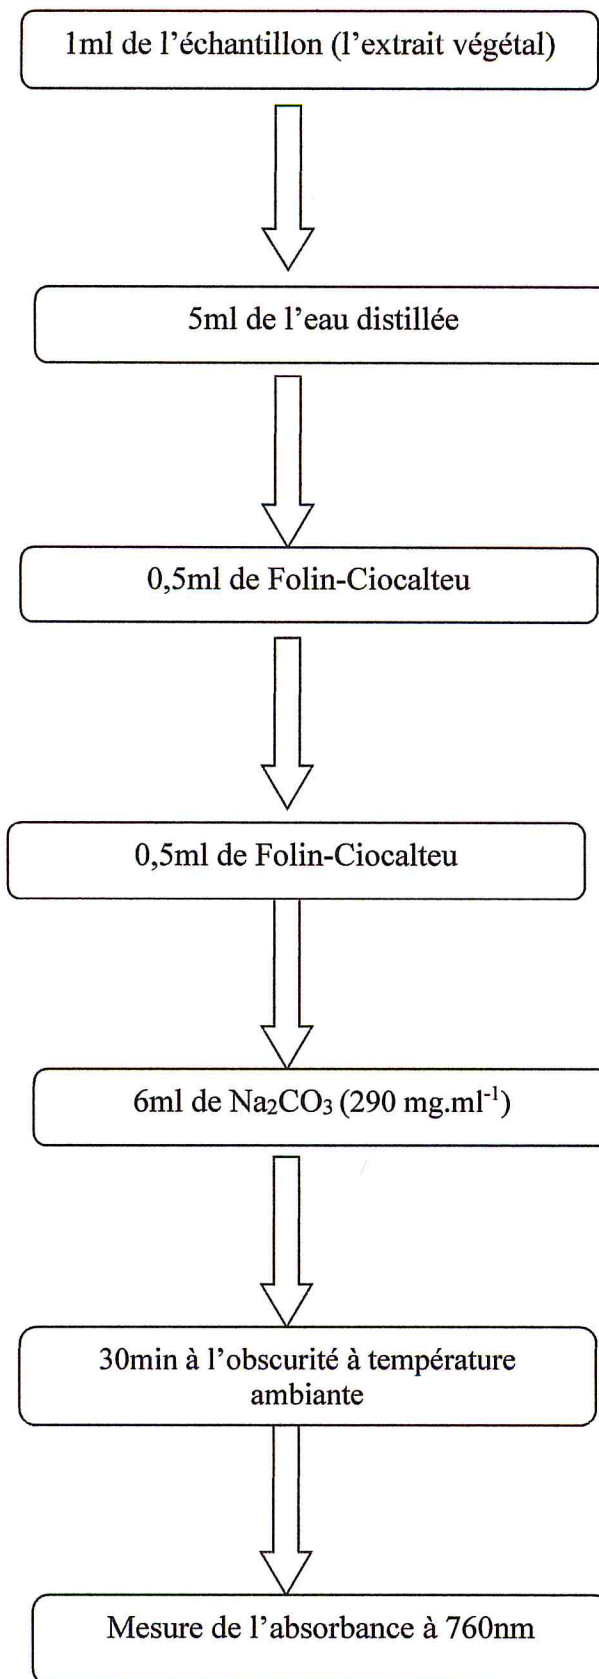 1ml de l’échantillon (l’extrait végétal)
5ml de l’eau distillée
0,5ml de Folin-Ciocalteu
0,5ml de Folin-Ciocalteu
6ml de Na₂CO₃ (290 mg.ml⁻¹)
30min à l’obscurité à température
ambiante
Mesure de l’absorbance à 760nm